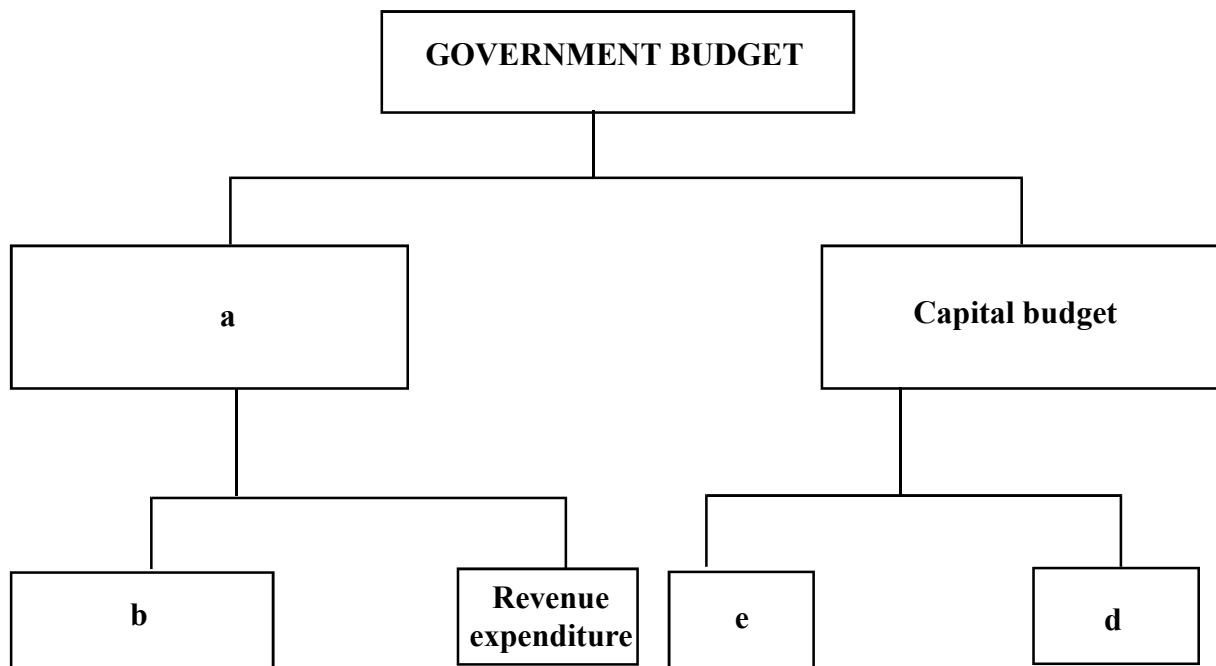 GOVERNMENT BUDGET
a
Capital budget
b
Revenue
expenditure
e
d